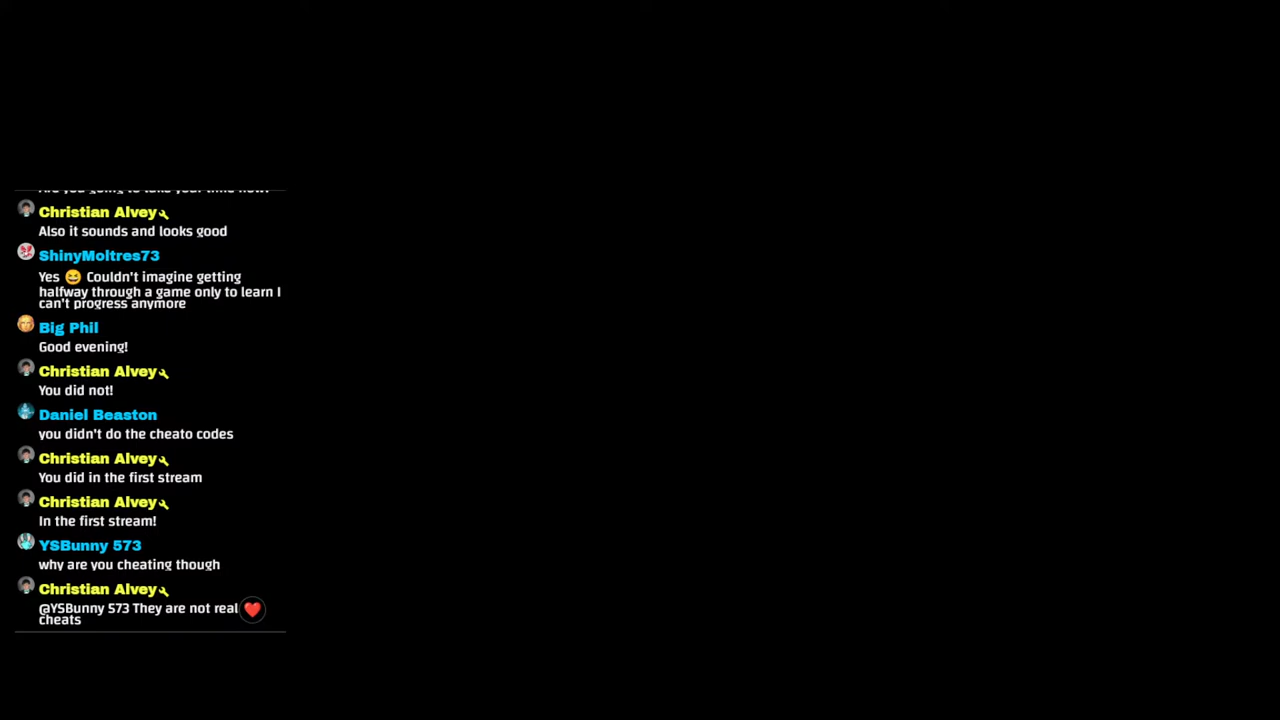 Christian Alvey
Also it sounds and looks good
ShinyMoltres73
Yes 😆 Couldn't imagine getting
halfway through a game only to learn I
can't progress anymore
Big Phil
Good evening!
Christian Alvey
You did not!
Daniel Beaston
you didn't do the cheato codes
Christian Alvey
You did in the first stream
Christian Alvey
In the first stream!
YSBunny 573
why are you cheating though
Christian Alvey
@YSBunny 573 They are not real
cheats